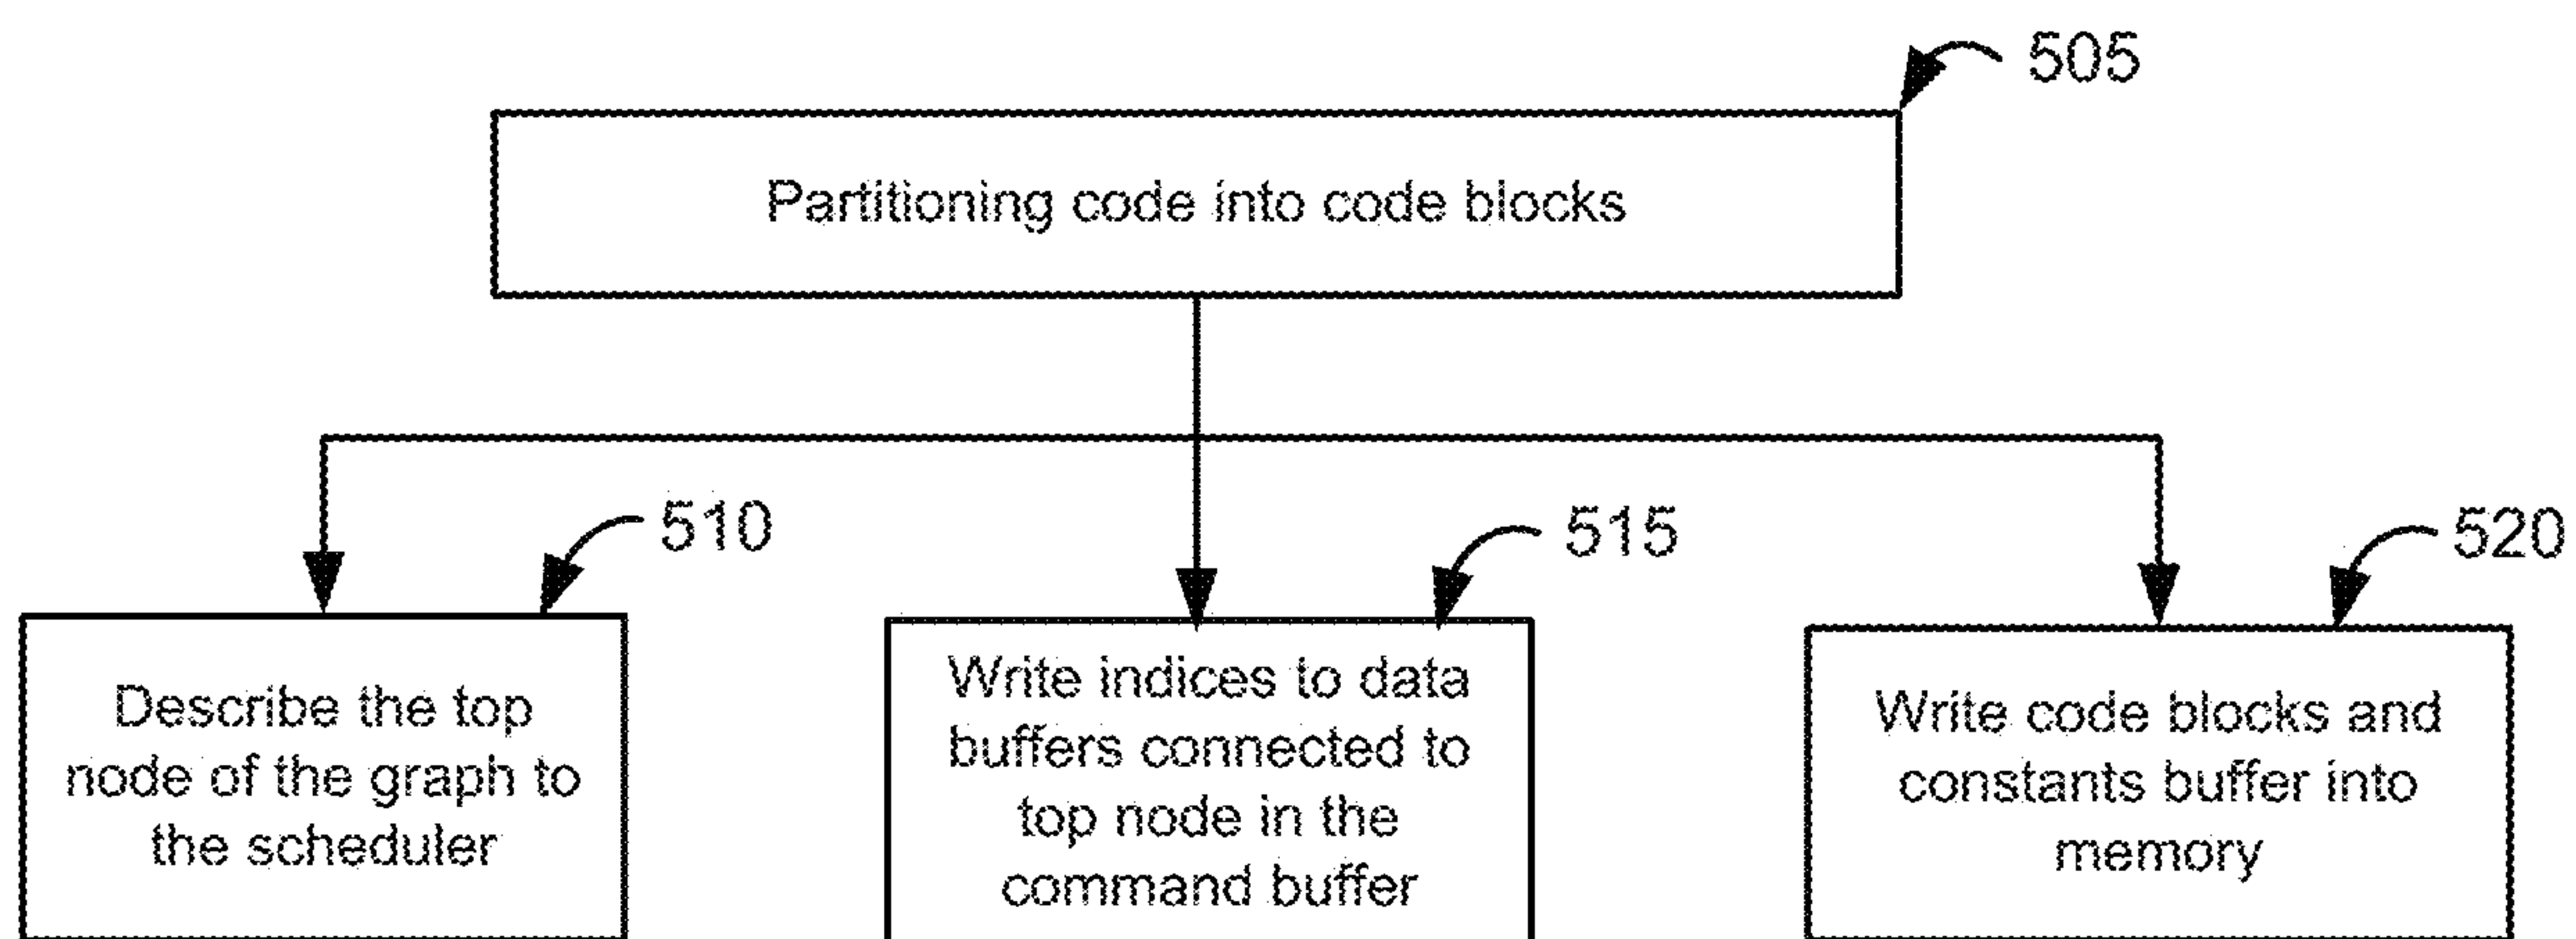 505
Partitioning code into code blocks
510
515
520
Describe the top
node of the graph to
the scheduler
Write indices to data
buffers connected to
top node in the
command buffer
Write code blocks and
constants buffer into
memory